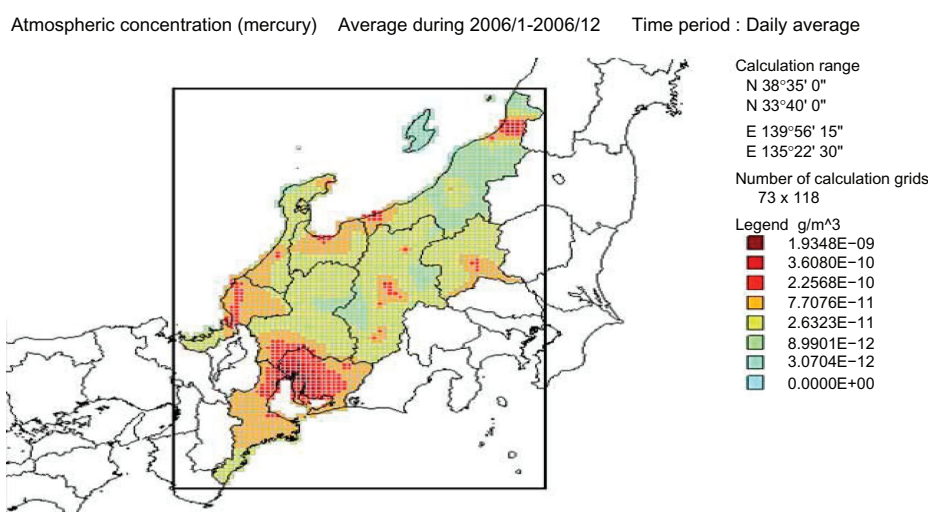 Atmospheric concentration (mercury) Average during 2006/1-2006/12 Time period : Daily average
Calculation range
N 38°35' 0"
N 33°40' 0"
E 139°56' 15"
E 135°22' 30"
Number of calculation grids
73 x 118
Legend g/m^3
1.9348E−09
3.6080E−10
2.2568E−10
7.7076E−11
2.6323E−11
8.9901E−12
3.0704E−12
0.0000E+00